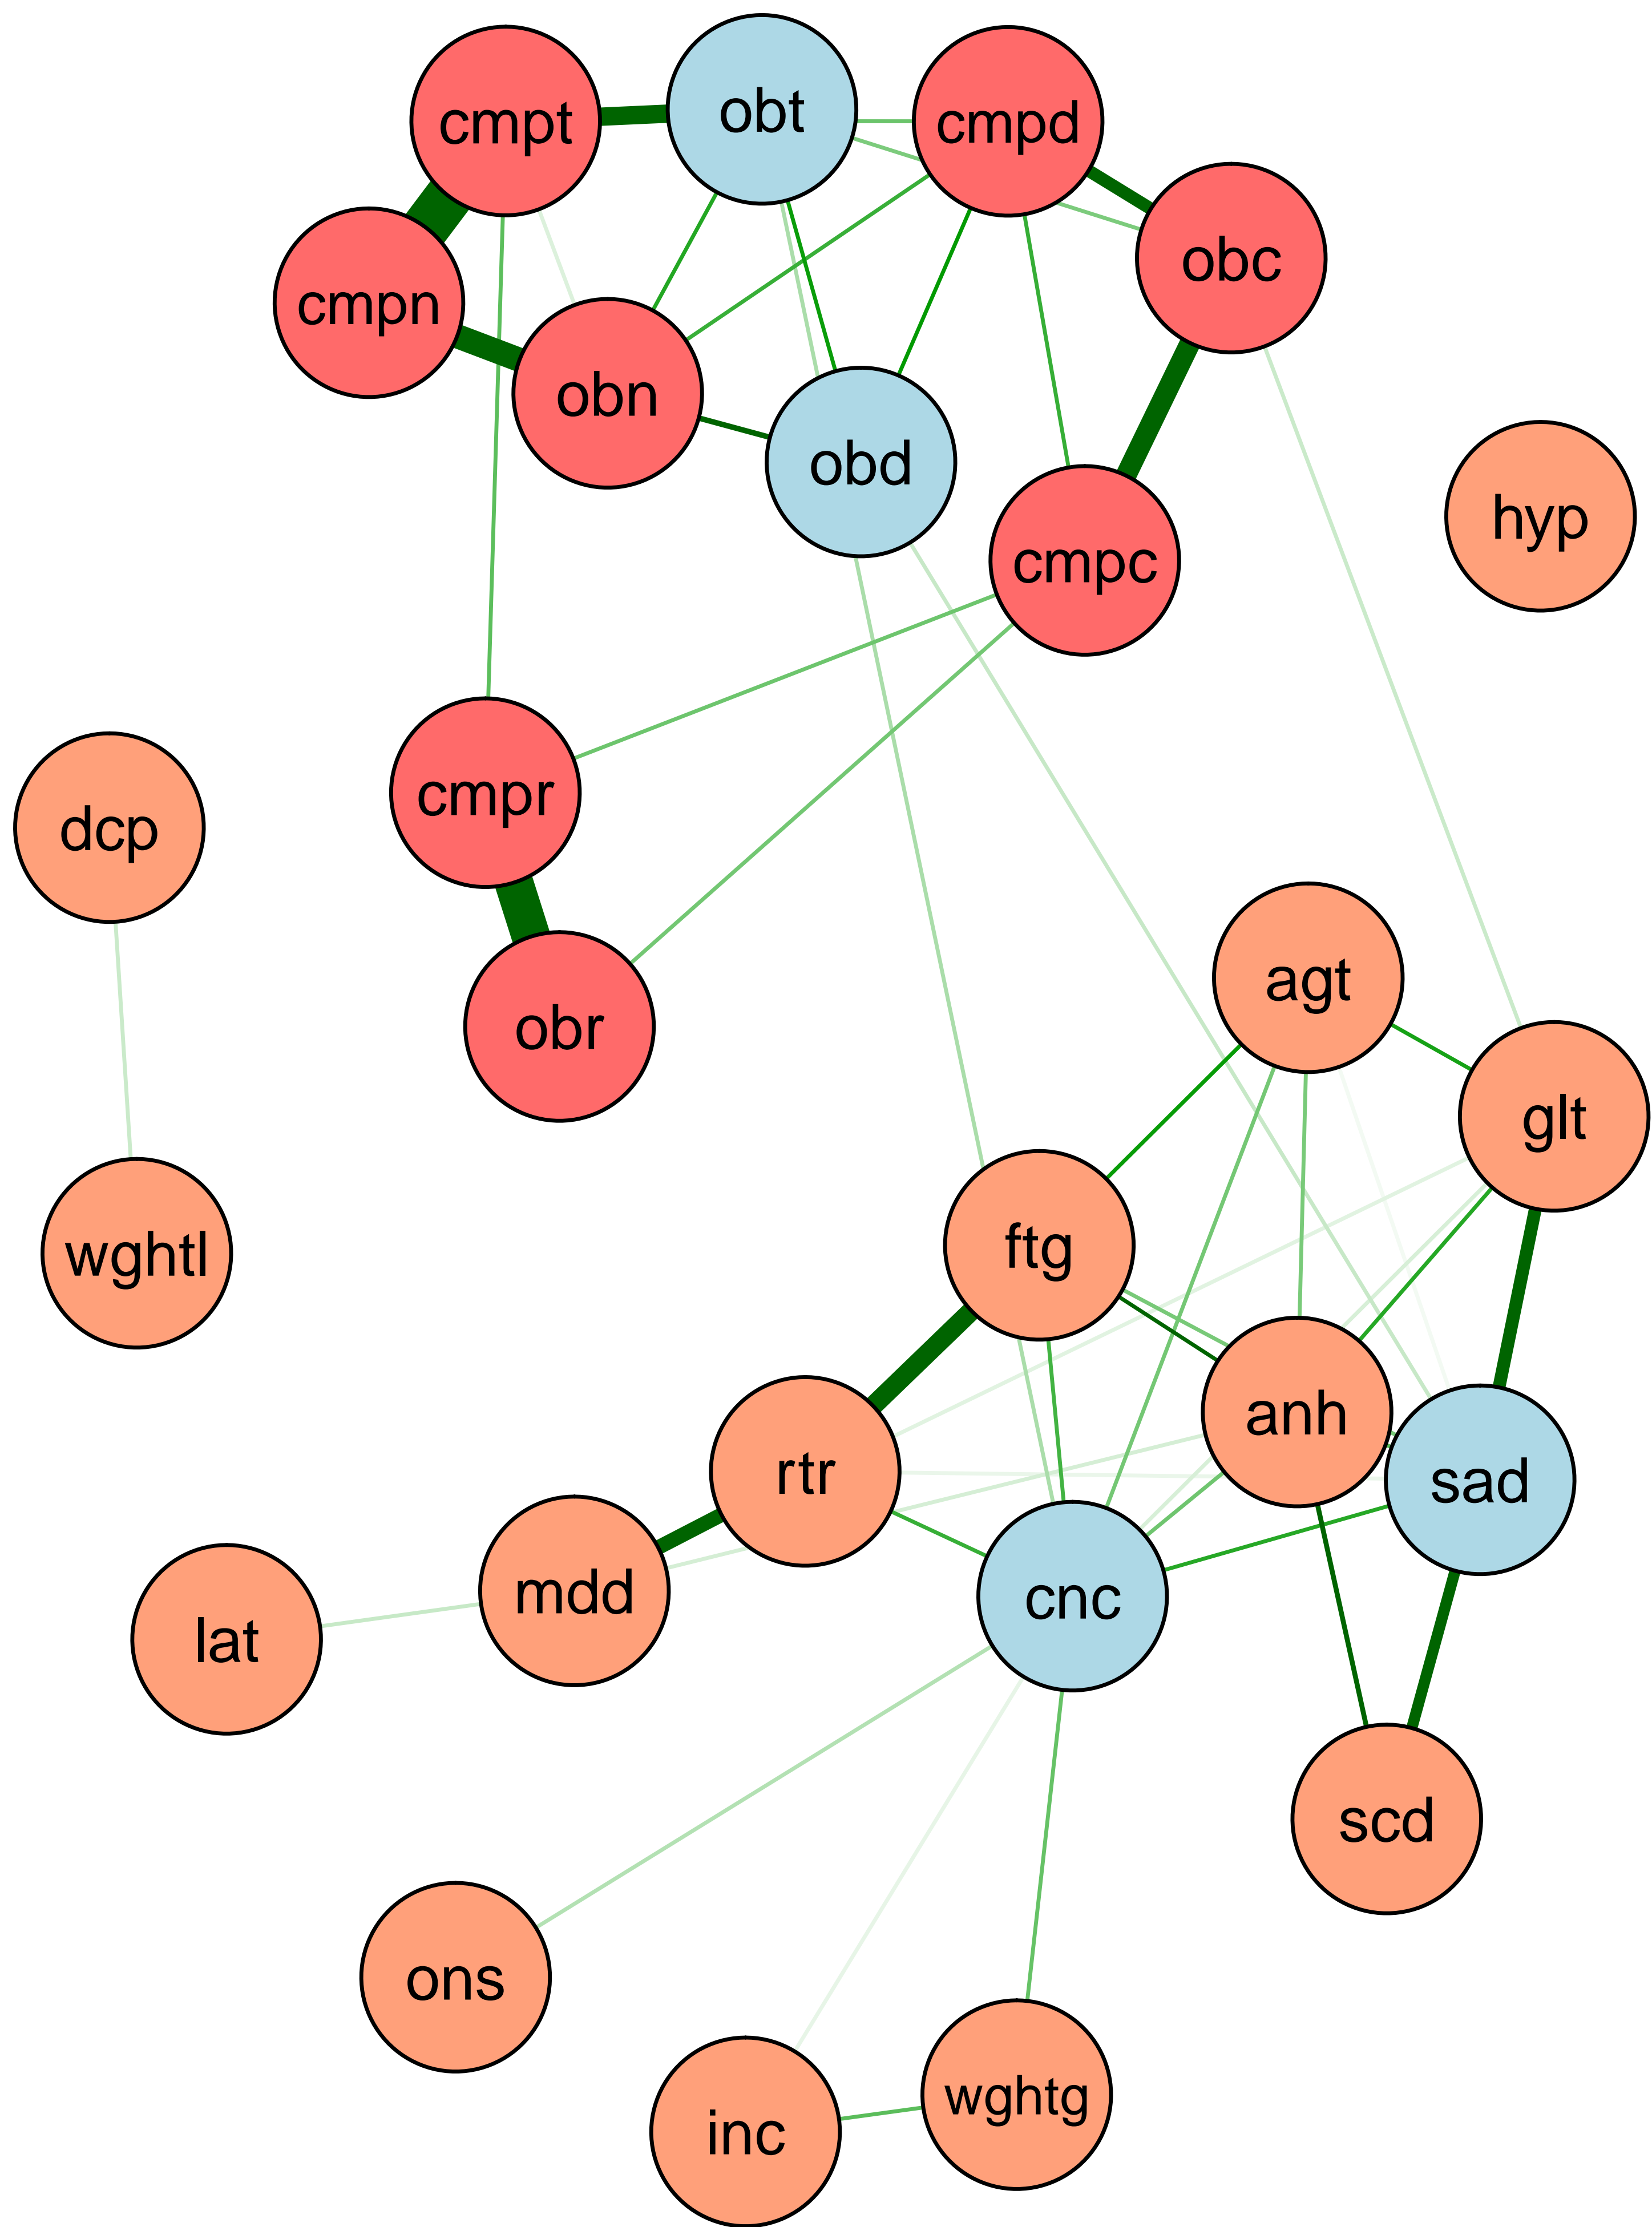 obt
cmpt
cmpd
obc
cmpn
obn
obd
hyp
cmpc
cmpr
dcp
agt
obr
glt
ftg
wghtl
anh
rtr
sad
mdd
cnc
lat
scd
ons
wghtg
inc